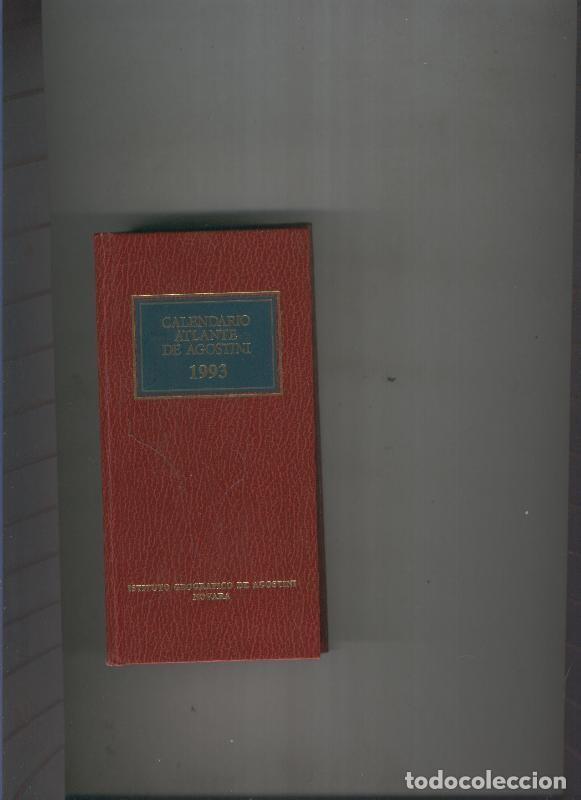 CALENDARIO
ATLANTE
DE AGOSTINI
1993
ISTITUTO GEOGRAFICO DE AGOSTINI
NOVARA
todocoleccion